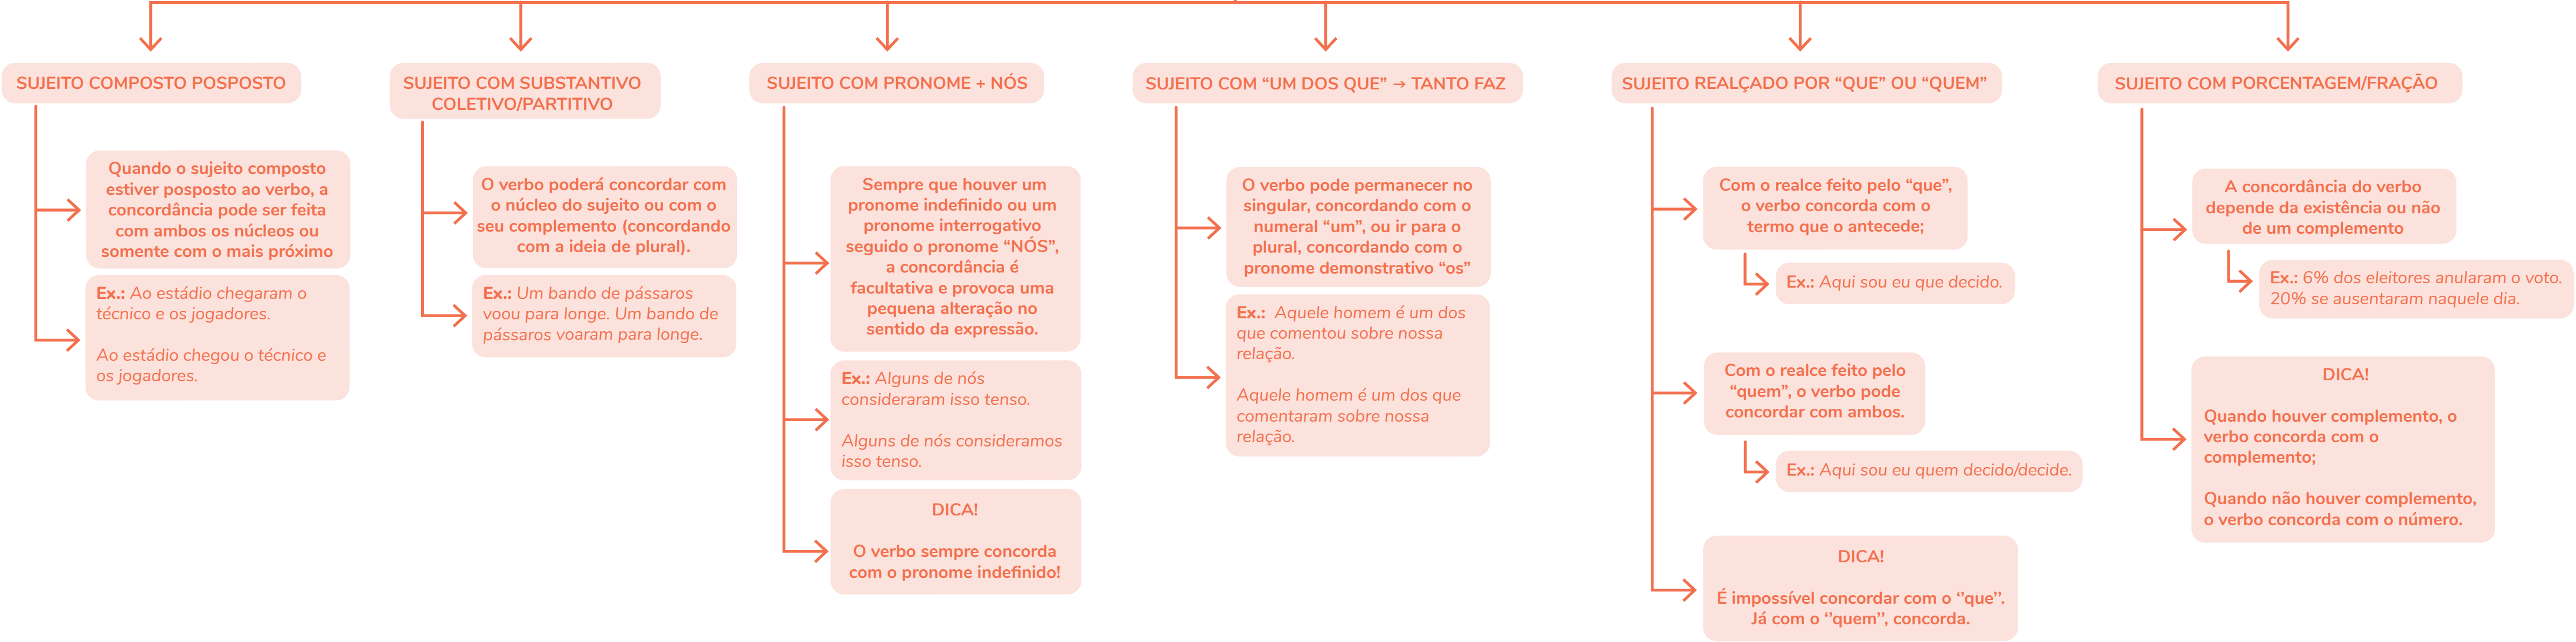 SUJEITO COMPOSTO POSPOSTO
Quando o sujeito composto
estiver posposto ao verbo, a
concordância pode ser feita
com ambos os núcleos ou
somente com o mais próximo
Ex.: Ao estádio chegaram o
técnico e os jogadores.
Ao estádio chegou o técnico e
os jogadores.
SUJEITO COM SUBSTANTIVO
COLETIVO/PARTITIVO
O verbo poderá concordar com
o núcleo do sujeito ou com o
seu complemento (concordando
com a ideia de plural).
Ex.: Um bando de pássaros
voou para longe. Um bando de
pássaros voaram para longe.
SUJEITO COM PRONOME + NÓS
Sempre que houver um
pronome indefinido ou um
pronome interrogativo
seguido o pronome “NÓS”,
a concordância é
facultativa e provoca uma
pequena alteração no
sentido da expressão.
Ex.: Alguns de nós
consideraram isso tenso.
Alguns de nós consideramos
isso tenso.
DICA!
O verbo sempre concorda
com o pronome indefinido!
SUJEITO COM “UM DOS QUE” → TANTO FAZ
O verbo pode permanecer no
singular, concordando com o
numeral “um”, ou ir para o
plural, concordando com o
pronome demonstrativo “os”
Ex.: Aquele homem é um dos
que comentou sobre nossa
relação.
Aquele homem é um dos que
comentaram sobre nossa
relação.
SUJEITO REALÇADO POR “QUE” OU “QUEM”
Com o realce feito pelo “que”,
o verbo concorda com o
termo que o antecede;
Ex.: Aqui sou eu que decido.
Com o realce feito pelo
“quem”, o verbo pode
concordar com ambos.
Ex.: Aqui sou eu quem decido/decide.
DICA!
É impossível concordar com o ‘’que’’.
Já com o ‘’quem’’, concorda.
SUJEITO COM PORCENTAGEM/FRAÇÃO
A concordância do verbo
depende da existência ou não
de um complemento
Ex.: 6% dos eleitores anularam o voto.
20% se ausentaram naquele dia.
DICA!
Quando houver complemento, o
verbo concorda com o
complemento;
Quando não houver complemento,
o verbo concorda com o número.